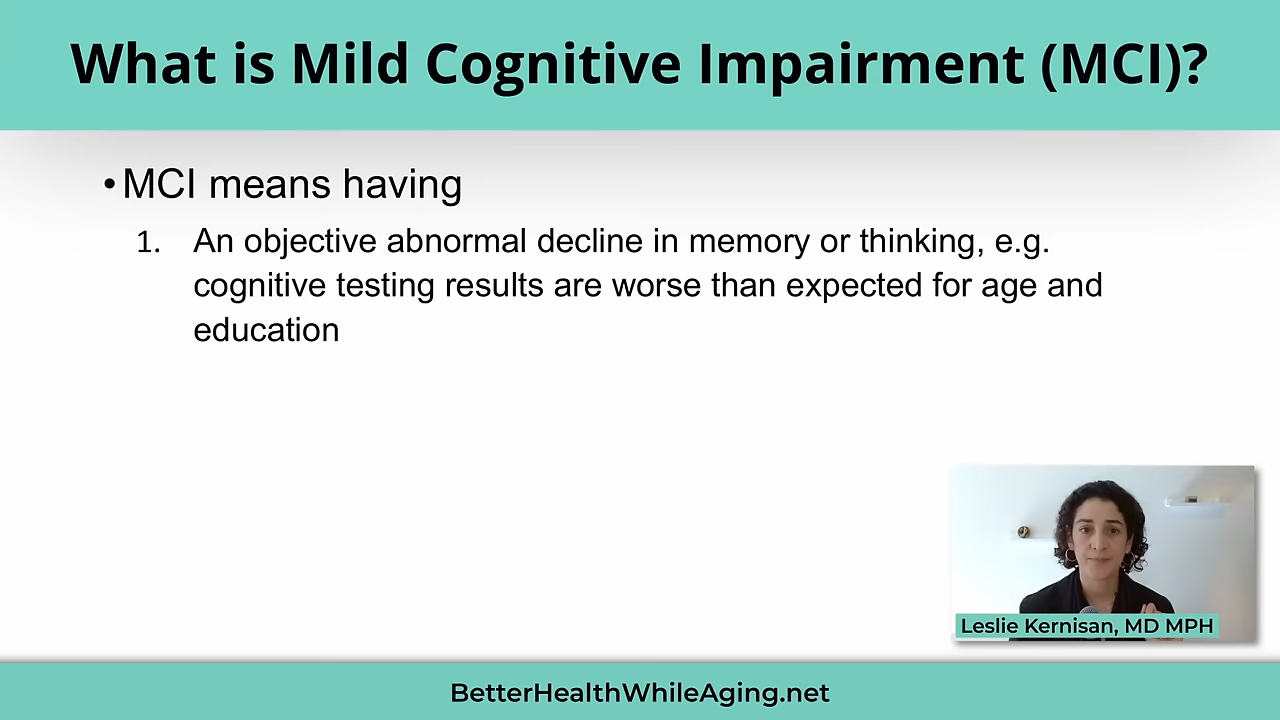 What is Mild Cognitive Impairment (MCI)?
• MCI means having
1. An objective abnormal decline in memory or thinking, e.g.
cognitive testing results are worse than expected for age and
education
Leslie Kernisan, MD MPH
BetterHealthWhileAging.net